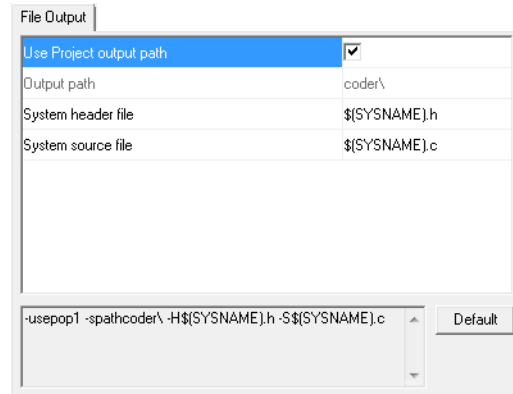 File Output
Use Project output path
Output path coder\
System header file $(SYSNAME).h
System source file $(SYSNAME).c
-usepop1 -spathcoder\ -H$(SYSNAME).h -S$(SYSNAME).c
Default